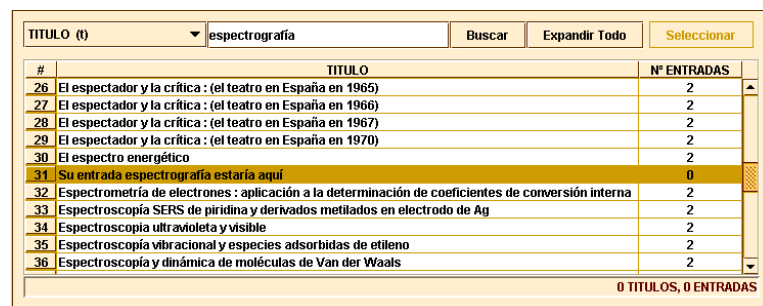 TITULO (t) espectrografía Buscar Expandir Todo Seleccionar
# TITULO Nº ENTRADAS
26 El espectador y la crítica : (el teatro en España en 1965) 2
27 El espectador y la crítica : (el teatro en España en 1966) 2
28 El espectador y la crítica : (el teatro en España en 1967) 2
29 El espectador y la crítica : (el teatro en España en 1970) 2
30 El espectro energético 2
31 Su entrada espectrografía estaría aquí 0
32 Espectrometría de electrones : aplicación a la determinación de coeficientes de conversión interna 2
33 Espectroscopía SERS de piridina y derivados metilados en electrodo de Ag 2
34 Espectroscopia ultravioleta y visible 2
35 Espectroscopía vibracional y especies adsorbidas de etileno 2
36 Espectroscopía y dinámica de moléculas de Van der Waals 2
0 TITULOS, 0 ENTRADAS